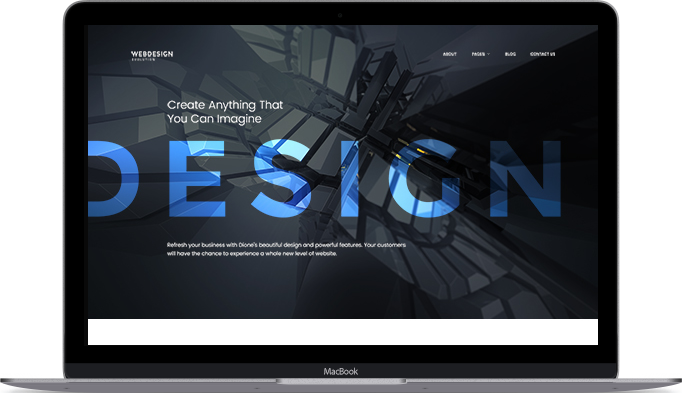 WEBDESIGN
EVOLUTION
ABOUT
PAGES
BLOG
CONTACT US
Create Anything That
You Can Imagine
DESIGN
Refresh your business with Dione's beautiful design and powerful features. Your customers
will have the chance to experience a whole new level of website.
MacBook